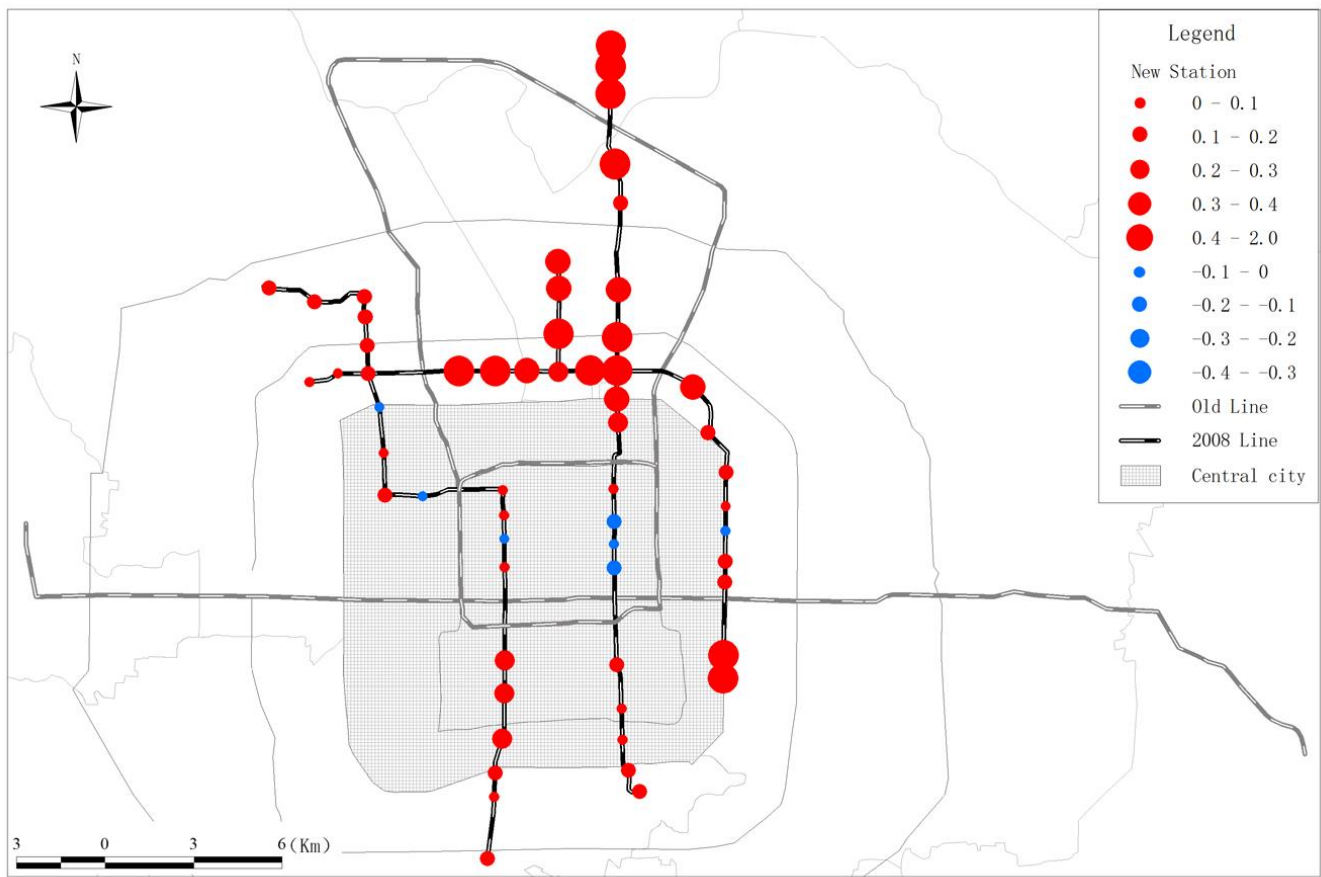 N
Legend
New Station
0 - 0.1
0.1 - 0.2
0.2 - 0.3
0.3 - 0.4
0.4 - 2.0
-0.1 - 0
-0.2 - -0.1
-0.3 - -0.2
-0.4 - -0.3
Old Line
2008 Line
Central city
3 0 3 6(Km)